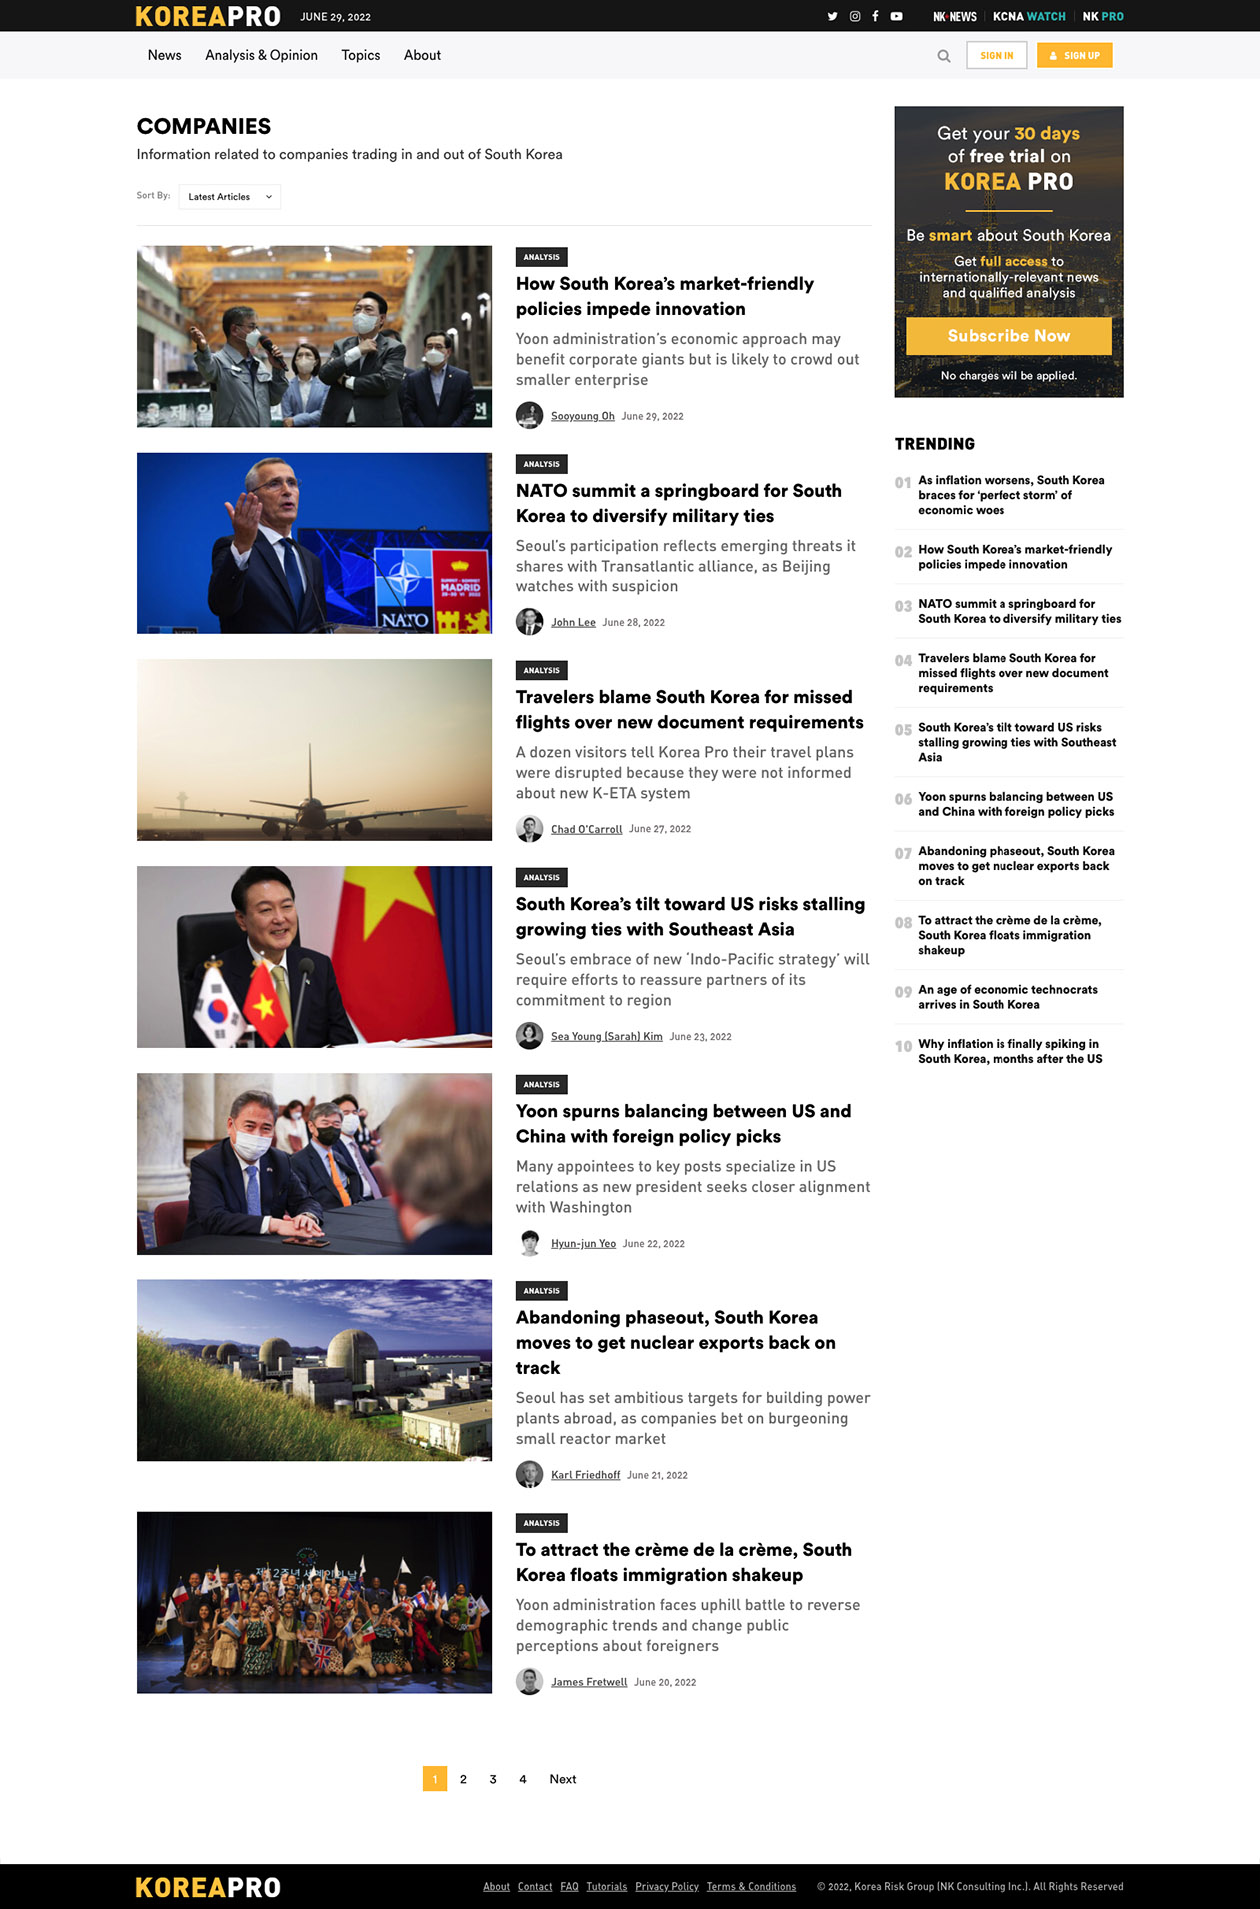 KOREAPRO JUNE 29, 2022 NK NEWS KCNA WATCH NK PRO
News Analysis & Opinion Topics About SIGN IN SIGN UP
COMPANIES
Information related to companies trading in and out of South Korea
Sort By: Latest Articles
ANALYSIS
How South Korea's market-friendly
policies impede innovation
Yoon administration's economic approach may
benefit corporate giants but is likely to crowd out
smaller enterprise
Sooyoung Oh June 29, 2022
NATO
MADRID
ANALYSIS
NATO summit a springboard for South
Korea to diversify military ties
Seoul's participation reflects emerging threats it
shares with Transatlantic alliance, as Beijing
watches with suspicion
John Lee June 28, 2022
ANALYSIS
Travelers blame South Korea for missed
flights over new document requirements
A dozen visitors tell Korea Pro their travel plans
were disrupted because they were not informed
about new K-ETA system
Chad O'Carroll June 27, 2022
ANALYSIS
South Korea's tilt toward US risks stalling
growing ties with Southeast Asia
Seoul's embrace of new 'Indo-Pacific strategy' will
require efforts to reassure partners of its
commitment to region
Sea Young (Sarah) Kim June 23, 2022
ANALYSIS
Yoon spurns balancing between US and
China with foreign policy picks
Many appointees to key posts specialize in US
relations as new president seeks closer alignment
with Washington
Hyun-jun Yeo June 22, 2022
ANALYSIS
Abandoning phaseout, South Korea
moves to get nuclear exports back on
track
Seoul has set ambitious targets for building power
plants abroad, as companies bet on burgeoning
small reactor market
Karl Friedhoff June 21, 2022
ANALYSIS
To attract the crème de la crème, South
Korea floats immigration shakeup
Yoon administration faces uphill battle to reverse
demographic trends and change public
perceptions about foreigners
James Fretwell June 20, 2022
1 2 3 4 Next
Get your 30 days
of free trial on
KOREA PRO
Be smart about South Korea
Get full access to
internationally-relevant news
and qualified analysis
Subscribe Now
No charges wil be applied.
TRENDING
01 As inflation worsens, South Korea
braces for 'perfect storm' of
economic woes
02 How South Korea's market-friendly
policies impede innovation
03 NATO summit a springboard for
South Korea to diversify military ties
04 Travelers blame South Korea for
missed flights over new document
requirements
05 South Korea's tilt toward US risks
stalling growing ties with Southeast
Asia
06 Yoon spurns balancing between US
and China with foreign policy picks
07 Abandoning phaseout, South Korea
moves to get nuclear exports back
on track
08 To attract the crème de la crème,
South Korea floats immigration
shakeup
09 An age of economic technocrats
arrives in South Korea
10 Why inflation is finally spiking in
South Korea, months after the US
KOREAPRO About Contact FAQ Tutorials Privacy Policy Terms & Conditions © 2022, Korea Risk Group (NK Consulting Inc.). All Rights Reserved